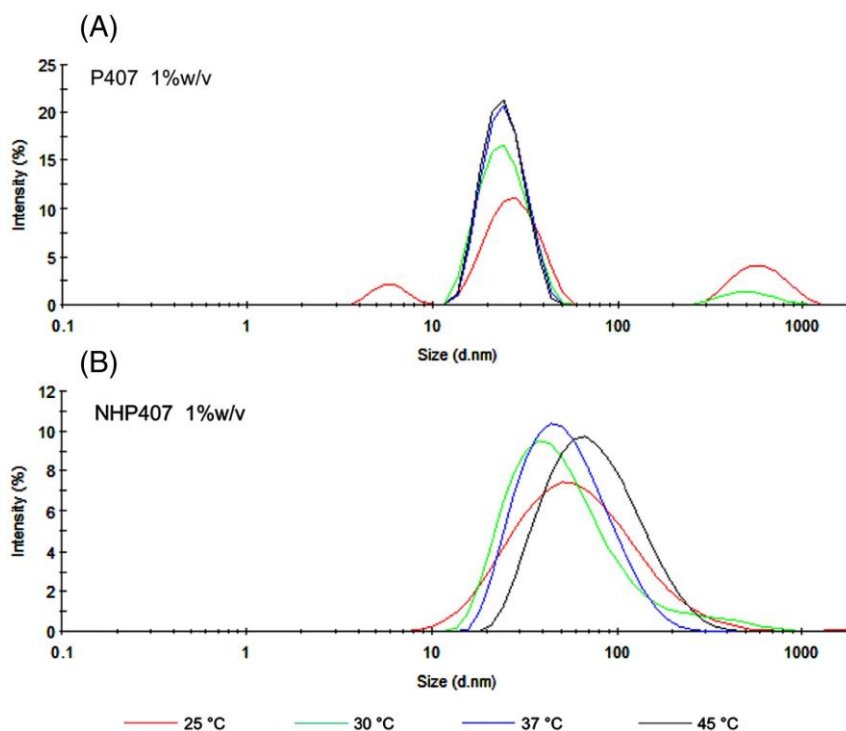 (A)
P407 1%w/v
Intensity (%)
25
20
15
10
5
0
0.1 1 10 100 1000
Size (d.nm)
(B)
NHP407 1%w/v
Intensity (%)
12
10
8
6
4
2
0
0.1 1 10 100 1000
Size (d.nm)
25 °C 30 °C 37 °C 45 °C